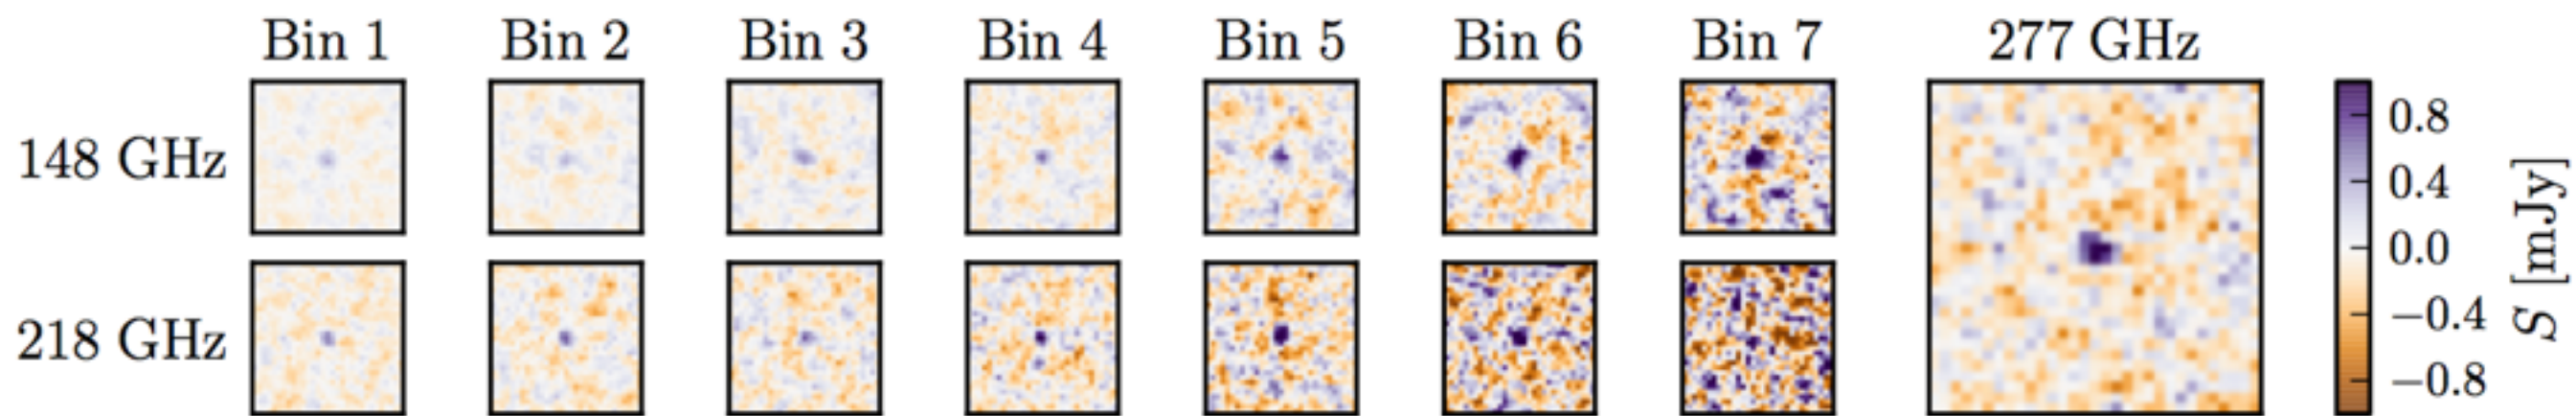 Bin 1 Bin 2 Bin 3 Bin 4 Bin 5 Bin 6 Bin 7 277 GHz
148 GHz
218 GHz
0.8
0.4
0.0
−0.4
−0.8
S [mJy]